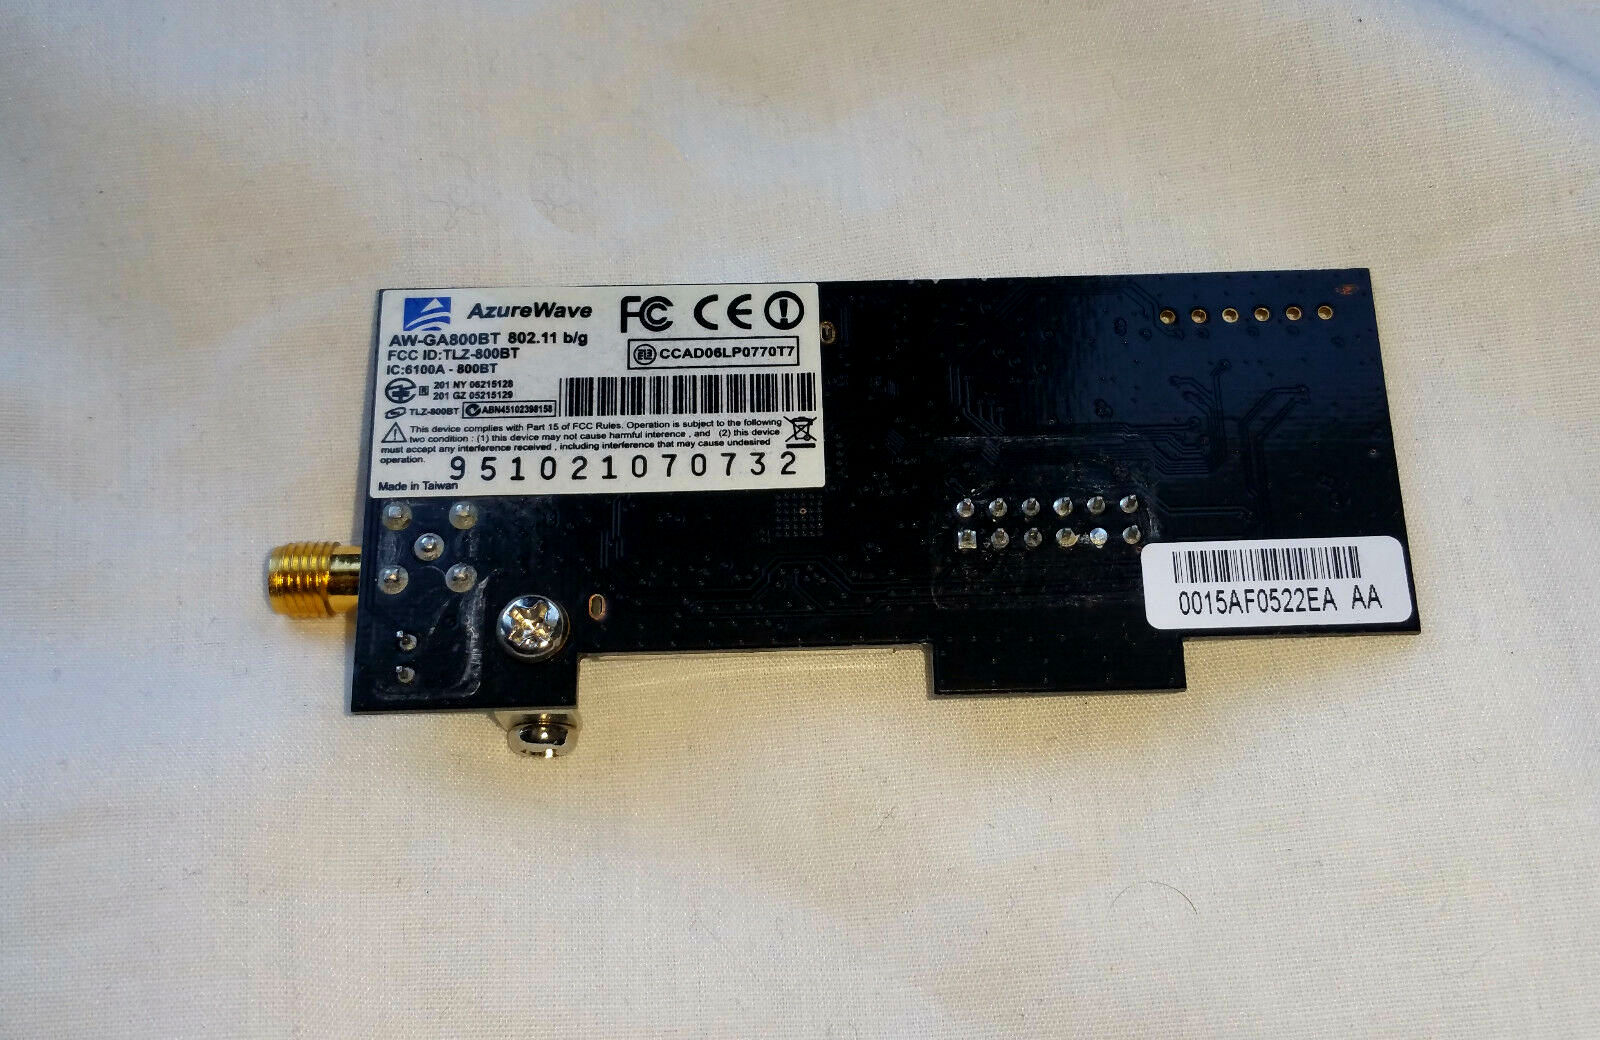 AzureWave FC CE
AW-GA800BT 802.11 b/g
FCC ID:TLZ-800BT
CCAD06LP0770T7
IC:6100A - 800BT
201 NY 06215128
201 GZ 05215129
TLZ-800BT ABN45102398158
This device complies with Part 15 of FCC Rules. Operation is subject to the following
two condition : (1) this device may not cause harmful interence , and (2) this device
must accept any interference received , including interference that may cause undesired
operation.
951021070732
Made in Taiwan
0015AF0522EA AA